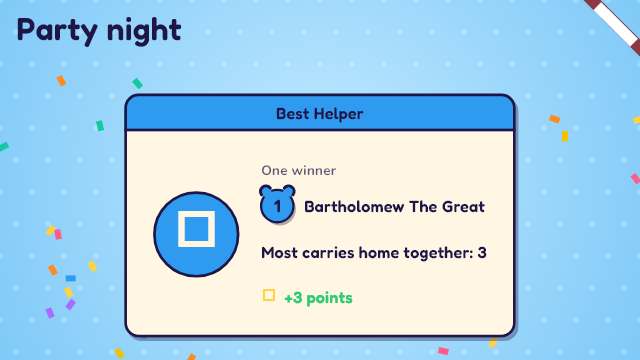 Party night
Best Helper
One winner
1
Bartholomew The Great
Most carries home together: 3
+3 points